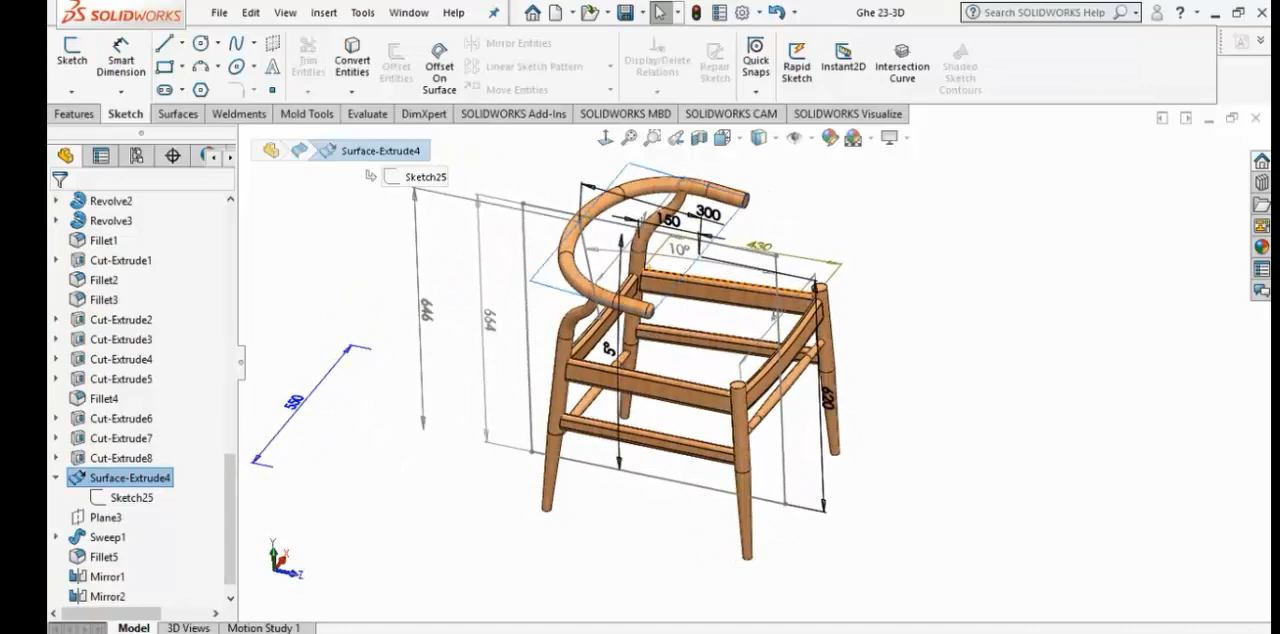 SOLIDWORKS File Edit View Insert Tools Window Help Ghe 23-3D Search SOLIDWORKS Help ?
Sketch Smart Dimension Trim Entities Convert Entities Offset Entities Offset On Surface Mirror Entities Linear Sketch Pattern Move Entities Display/Delete Relations Repair Sketch Quick Snaps Rapid Sketch Instant2D Intersection Curve Shaded Sketch Contours
Features Sketch Surfaces Weldments Mold Tools Evaluate DimXpert SOLIDWORKS Add-Ins SOLIDWORKS MBD SOLIDWORKS CAM SOLIDWORKS Visualize
Surface-Extrude4
Sketch25
Revolve2
Revolve3
Fillet1
Cut-Extrude1
Fillet2
Fillet3
Cut-Extrude2
Cut-Extrude3
Cut-Extrude4
Cut-Extrude5
Fillet4
Cut-Extrude6
Cut-Extrude7
Cut-Extrude8
Surface-Extrude4
Sketch25
Plane3
Sweep1
Fillet5
Mirror1
Mirror2
300
150
10°
430
646
664
5°
550
620
Y
X
Z
Model 3D Views Motion Study 1